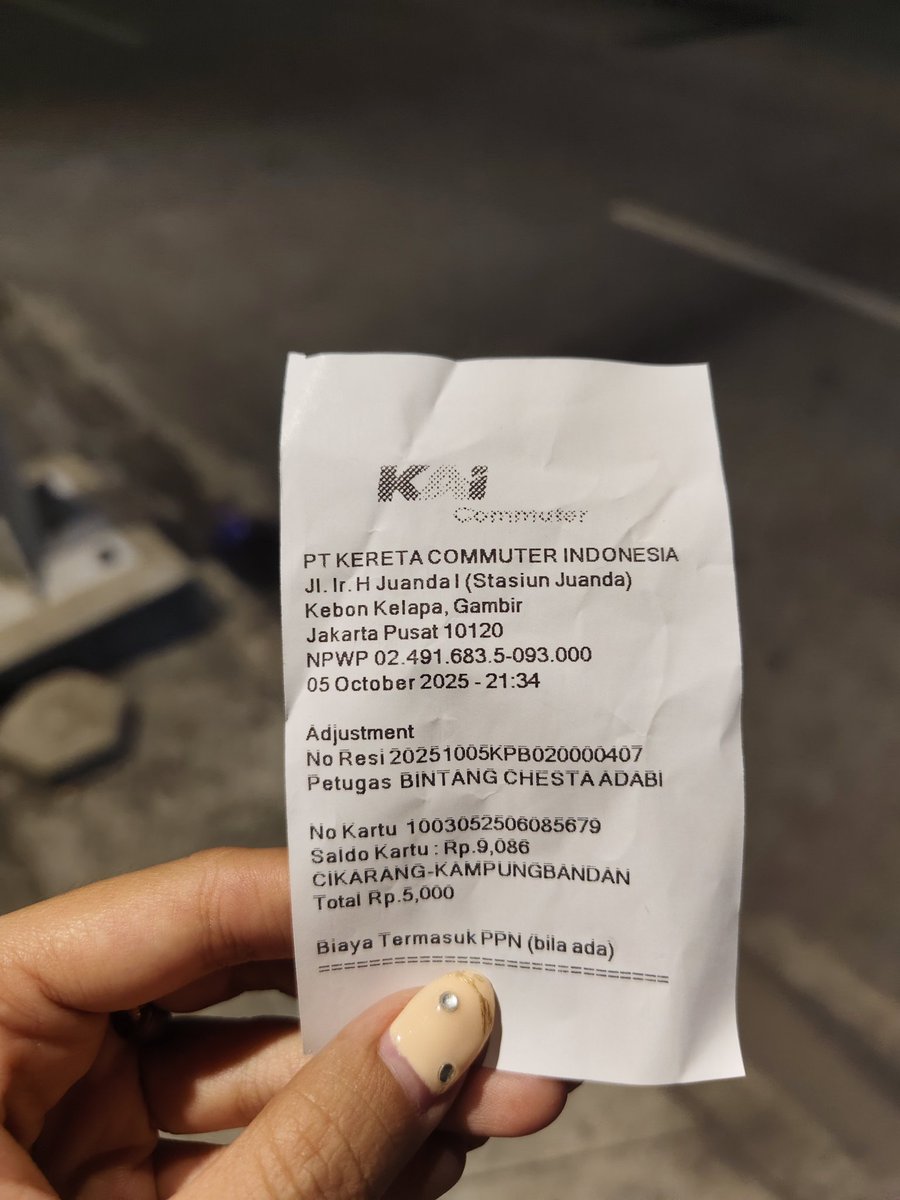 KAI
Commuter
PT KERETA COMMUTER INDONESIA
Jl. Ir. H Juanda I (Stasiun Juanda)
Kebon Kelapa, Gambir
Jakarta Pusat 10120
NPWP 02.491.683.5-093.000
05 October 2025 - 21:34
Adjustment
No Resi 20251005KPB020000407
Petugas BINTANG CHESTA ADABI
No Kartu 1003052506085679
Saldo Kartu : Rp.9,086
CIKARANG-KAMPUNGBANDAN
Total Rp.5,000
Biaya Termasuk PPN (bila ada)